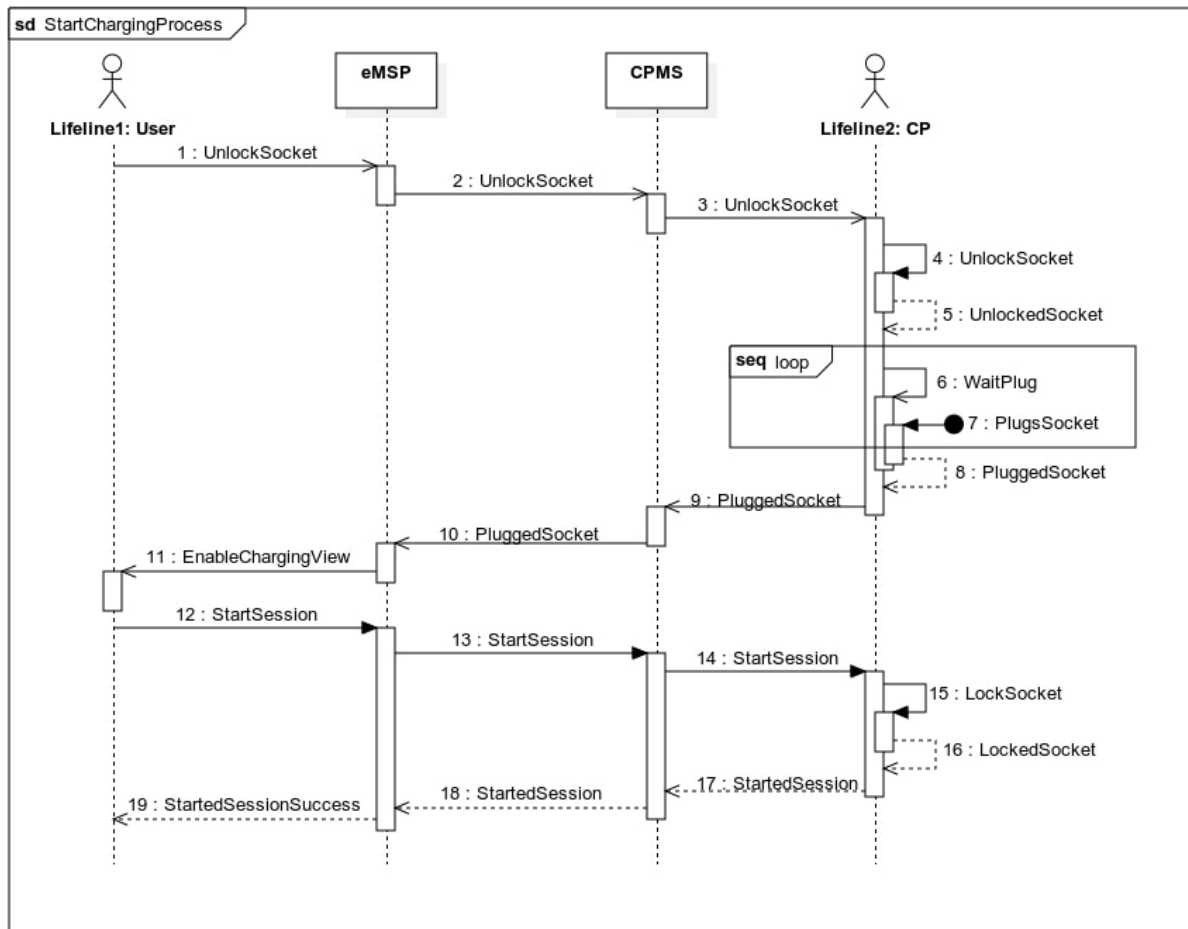 sd StartChargingProcess
eMSP
CPMS
Lifeline1: User
Lifeline2: CP
1 : UnlockSocket
2 : UnlockSocket
3 : UnlockSocket
4 : UnlockSocket
5 : UnlockedSocket
seq loop
6 : WaitPlug
7 : PlugsSocket
8 : PluggedSocket
9 : PluggedSocket
10 : PluggedSocket
11 : EnableChargingView
12 : StartSession
13 : StartSession
14 : StartSession
15 : LockSocket
16 : LockedSocket
17 : StartedSession
18 : StartedSession
19 : StartedSessionSuccess